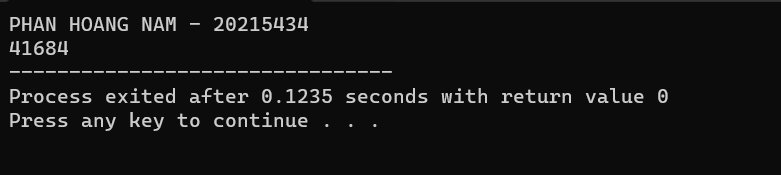 PHAN HOANG NAM - 20215434
41684
--------------------------------
Process exited after 0.1235 seconds with return value 0
Press any key to continue . . .